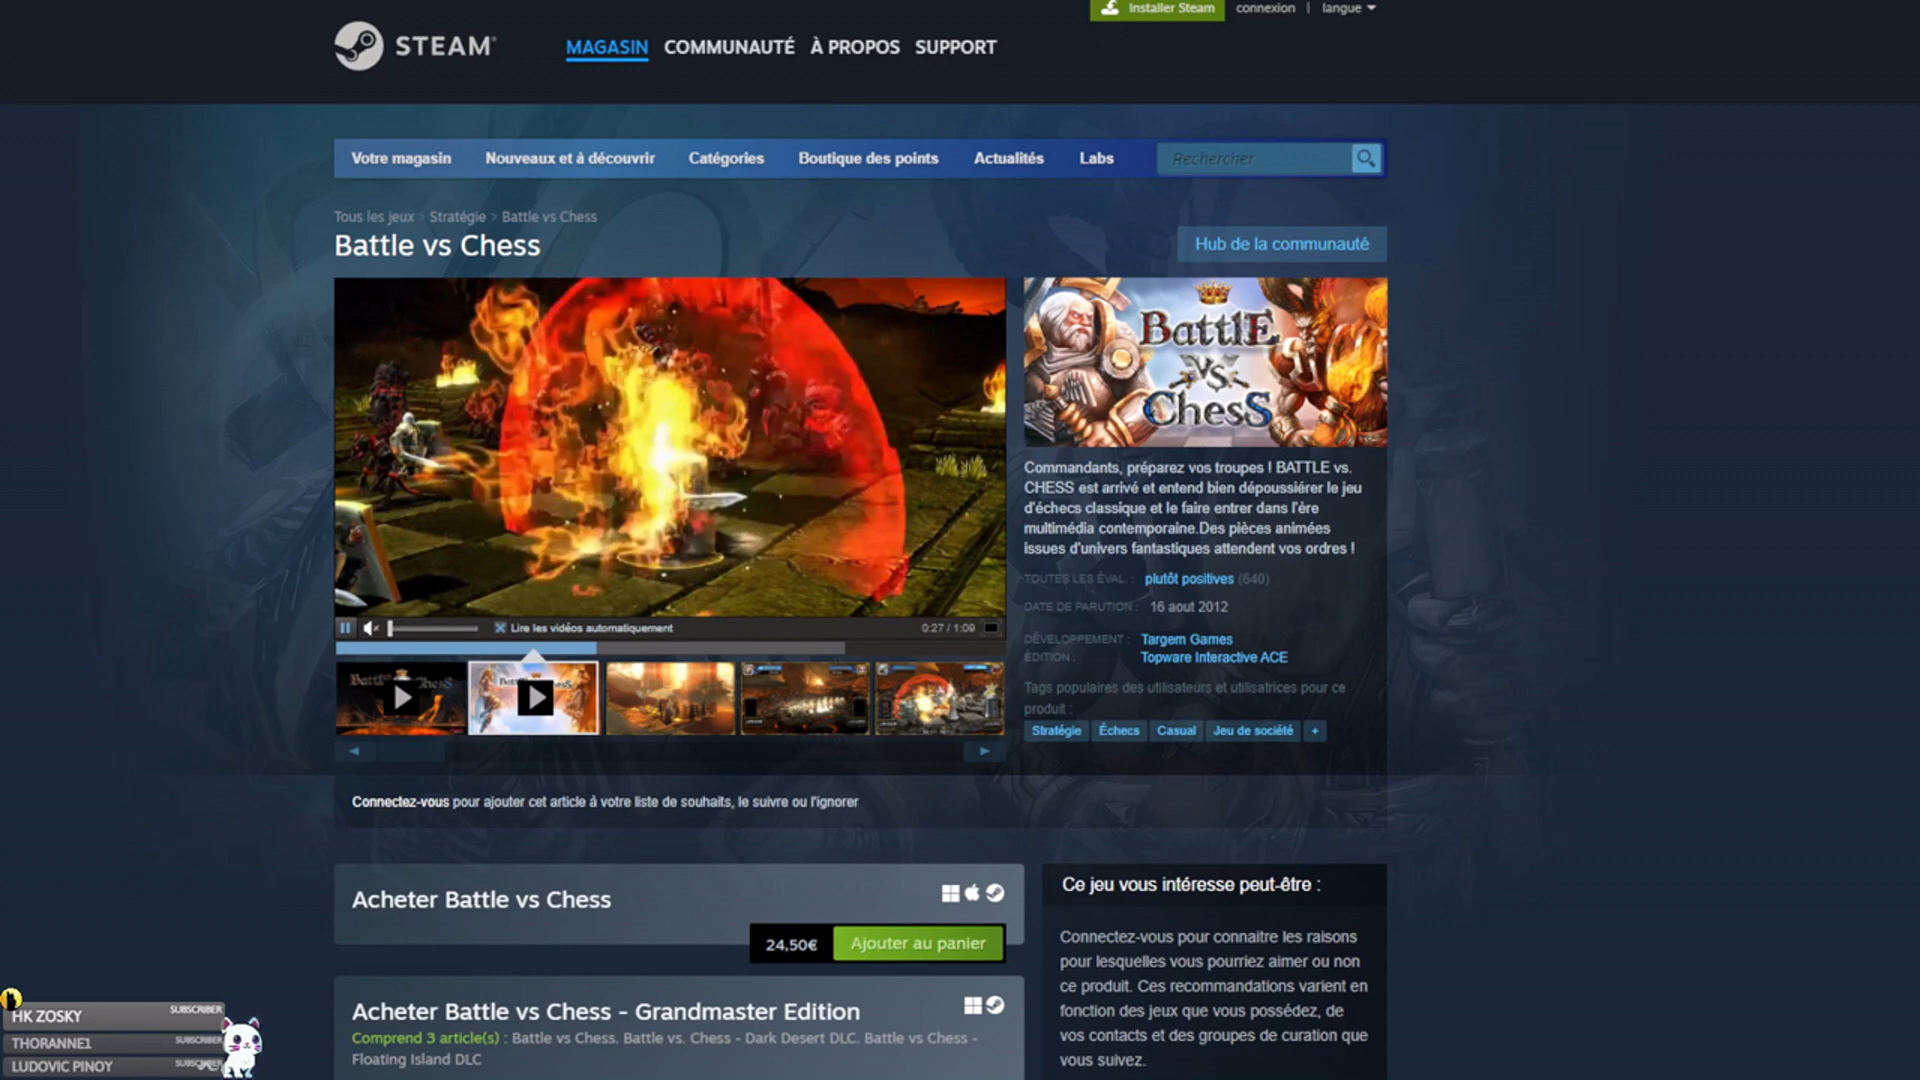 Installer Steam connexion | langue
STEAM MAGASIN COMMUNAUTÉ À PROPOS SUPPORT
Votre magasin Nouveaux et à découvrir Catégories Boutique des points Actualités Labs Rechercher
Tous les jeux > Stratégie > Battle vs Chess
Battle vs Chess
Hub de la communauté
Battle
vs
Chess
Commandants, préparez vos troupes ! BATTLE vs.
CHESS est arrivé et entend bien dépoussiérer le jeu
d'échecs classique et le faire entrer dans l'ère
multimédia contemporaine.Des pièces animées
issues d'univers fantastiques attendent vos ordres !
TOUTES LES ÉVAL. : plutôt positives (640)
DATE DE PARUTION : 16 aout 2012
DÉVELOPPEMENT : Targem Games
ÉDITION : Topware Interactive ACE
Tags populaires des utilisateurs et utilisatrices pour ce
produit :
Stratégie Échecs Casual Jeu de société +
Lire les vidéos automatiquement 0:27 / 1:09
Connectez-vous pour ajouter cet article à votre liste de souhaits, le suivre ou l'ignorer
Acheter Battle vs Chess
24,50€ Ajouter au panier
Acheter Battle vs Chess - Grandmaster Edition
Comprend 3 article(s) : Battle vs Chess. Battle vs. Chess - Dark Desert DLC. Battle vs Chess -
Floating Island DLC
Ce jeu vous intéresse peut-être :
Connectez-vous pour connaitre les raisons
pour lesquelles vous pourriez aimer ou non
ce produit. Ces recommandations varient en
fonction des jeux que vous possédez, de
vos contacts et des groupes de curation que
vous suivez.
HK ZOSKY SUBSCRIBER
THORANNE1 SUBSCRIBER
LUDOVIC PINOY